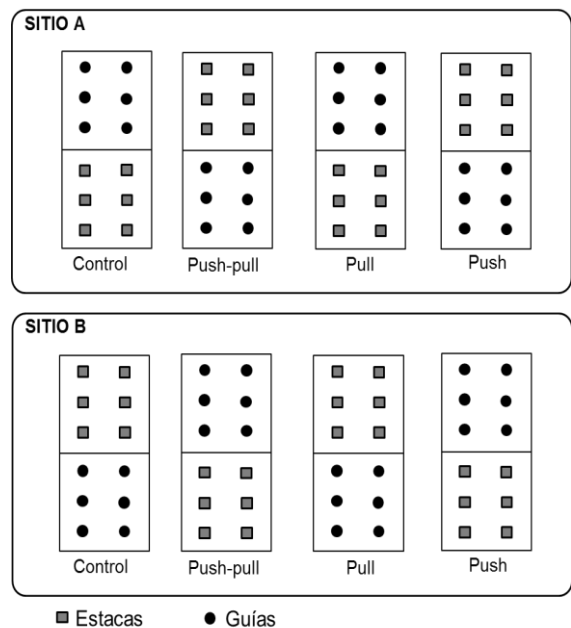 SITIO A
Control Push-pull Pull Push
SITIO B
Control Push-pull Pull Push
Estacas Guías